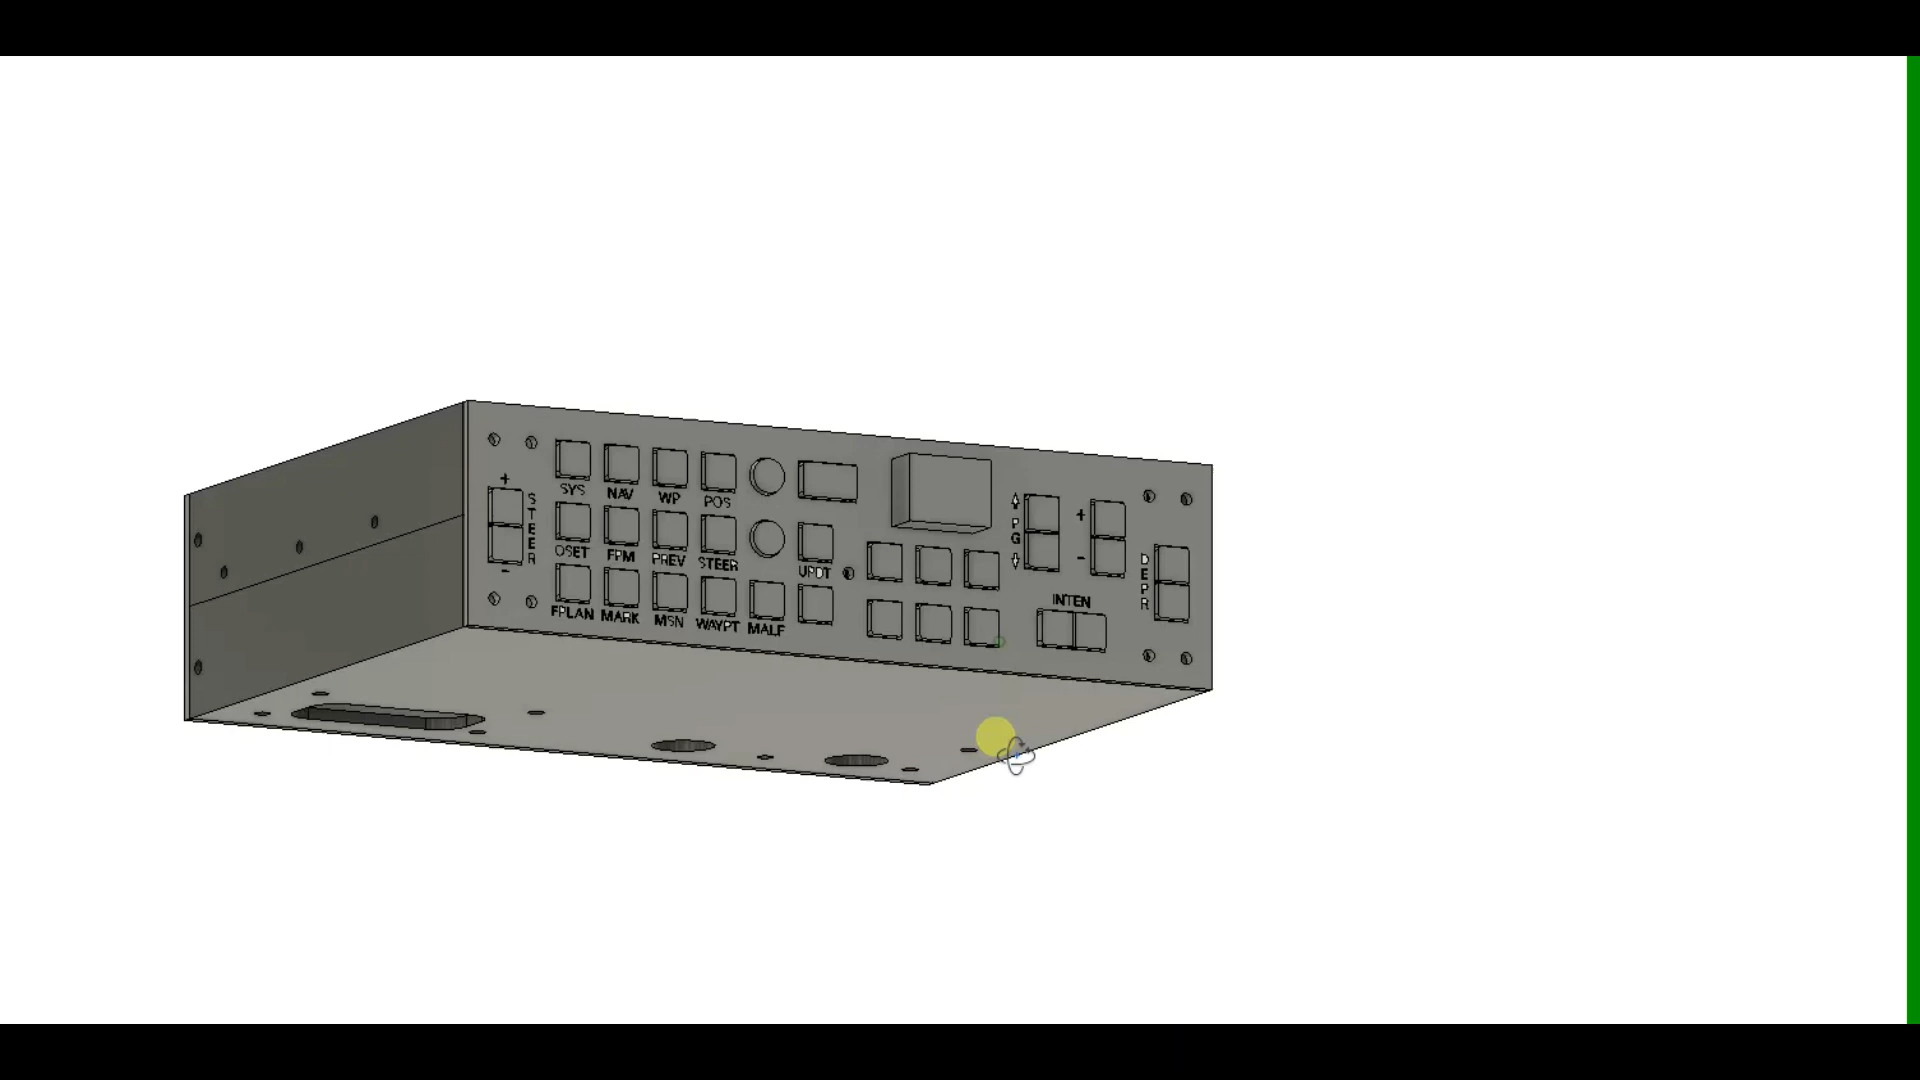 +
STEER
-
SYS NAV WP POS
OSET FPM PREV STEER UPDT
FPLAN MARK MSN WAYPT MALF
PG
+
-
INTEN
DEPR